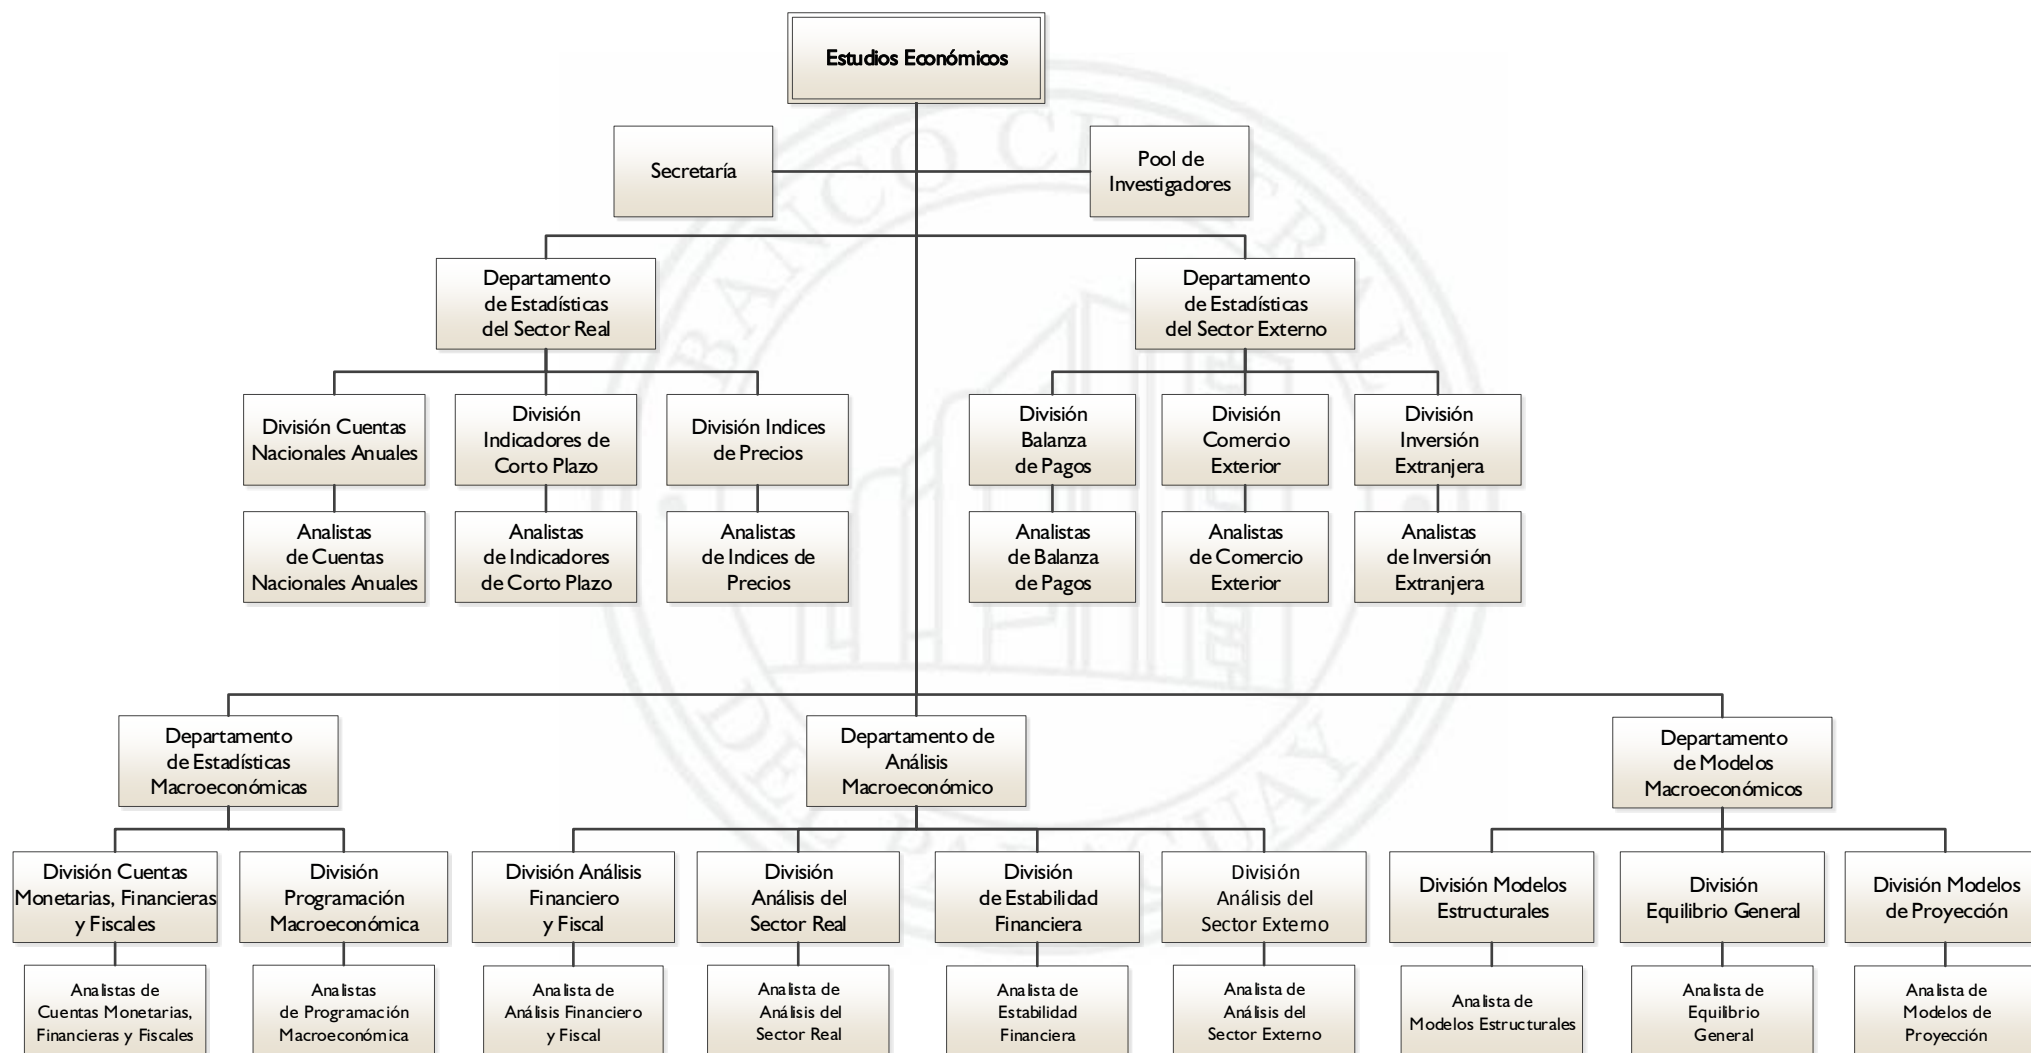 Estudios Económicos
Secretaría
Pool de
Investigadores
Departamento
de Estadísticas
del Sector Real
Departamento
de Estadísticas
del Sector Externo
División Cuentas
Nacionales Anuales
División
Indicadores de
Corto Plazo
División Indices
de Precios
División
Balanza
de Pagos
División
Comercio
Exterior
División
Inversión
Extranjera
Analistas
de Cuentas
Nacionales Anuales
Analistas
de Indicadores
de Corto Plazo
Analistas
de Indices de
Precios
Analistas
de Balanza
de Pagos
Analistas
de Comercio
Exterior
Analistas
de Inversión
Extranjera
Departamento
de Estadísticas
Macroeconómicas
Departamento de
Análisis
Macroeconómico
Departamento
de Modelos
Macroeconómicos
División Cuentas
Monetarias, Financieras
y Fiscales
División
Programación
Macroeconómica
División Análisis
Financiero
y Fiscal
División
Análisis del
Sector Real
División
de Estabilidad
Financiera
División
Análisis del
Sector Externo
División Modelos
Estructurales
División
Equilibrio General
División Modelos
de Proyección
Analistas de
Cuentas Monetarias,
Financieras y Fiscales
Analistas
de Programación
Macroeconómica
Analista de
Análisis Financiero
y Fiscal
Analista de
Análisis del
Sector Real
Analista de
Estabilidad
Financiera
Analista de
Análisis del
Sector Externo
Analista de
Modelos Estructurales
Analista de
Equilibrio
General
Analista de
Modelos de
Proyección
BANCO CENTRAL
DEL PARAGUAY